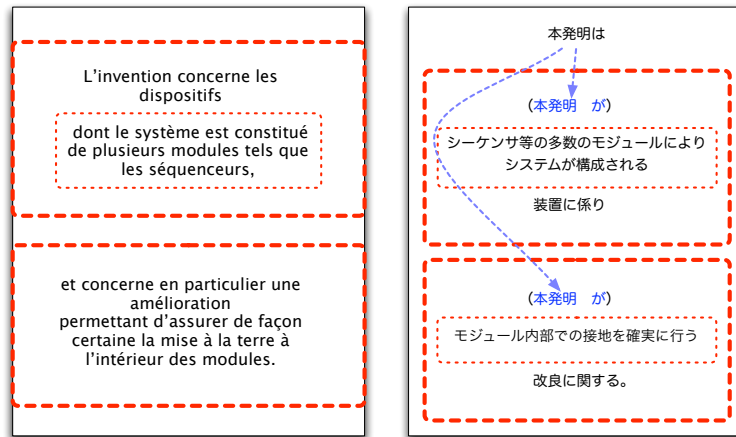 L'invention concerne les
dispositifs
dont le système est constitué
de plusieurs modules tels que
les séquenceurs,
et concerne en particulier une
amélioration
permettant d'assurer de façon
certaine la mise à la terre à
l'intérieur des modules.
本発明は
(本発明　が)
シーケンサ等の多数のモジュールにより
システムが構成される
装置に係り
(本発明　が)
モジュール内部での接地を確実に行う
改良に関する。